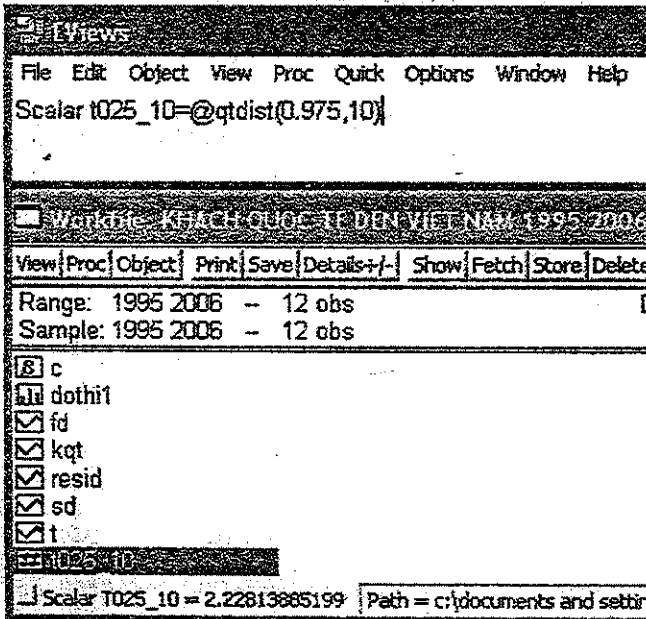 EViews
File Edit Object View Proc Quick Options Window Help
Scalar t025_10=@qtdist(0.975,10)
Workfile: KHACH QUOC TE DEN VIET NAM 1995-2006
View Proc Object Print Save Details+/- Show Fetch Store Delete
Range: 1995 2006 -- 12 obs
Sample: 1995 2006 -- 12 obs
c
dothi1
fd
kqt
resid
sd
t
t025_10
Scalar T025_10 = 2.22813885199 Path = c:\documents and settin